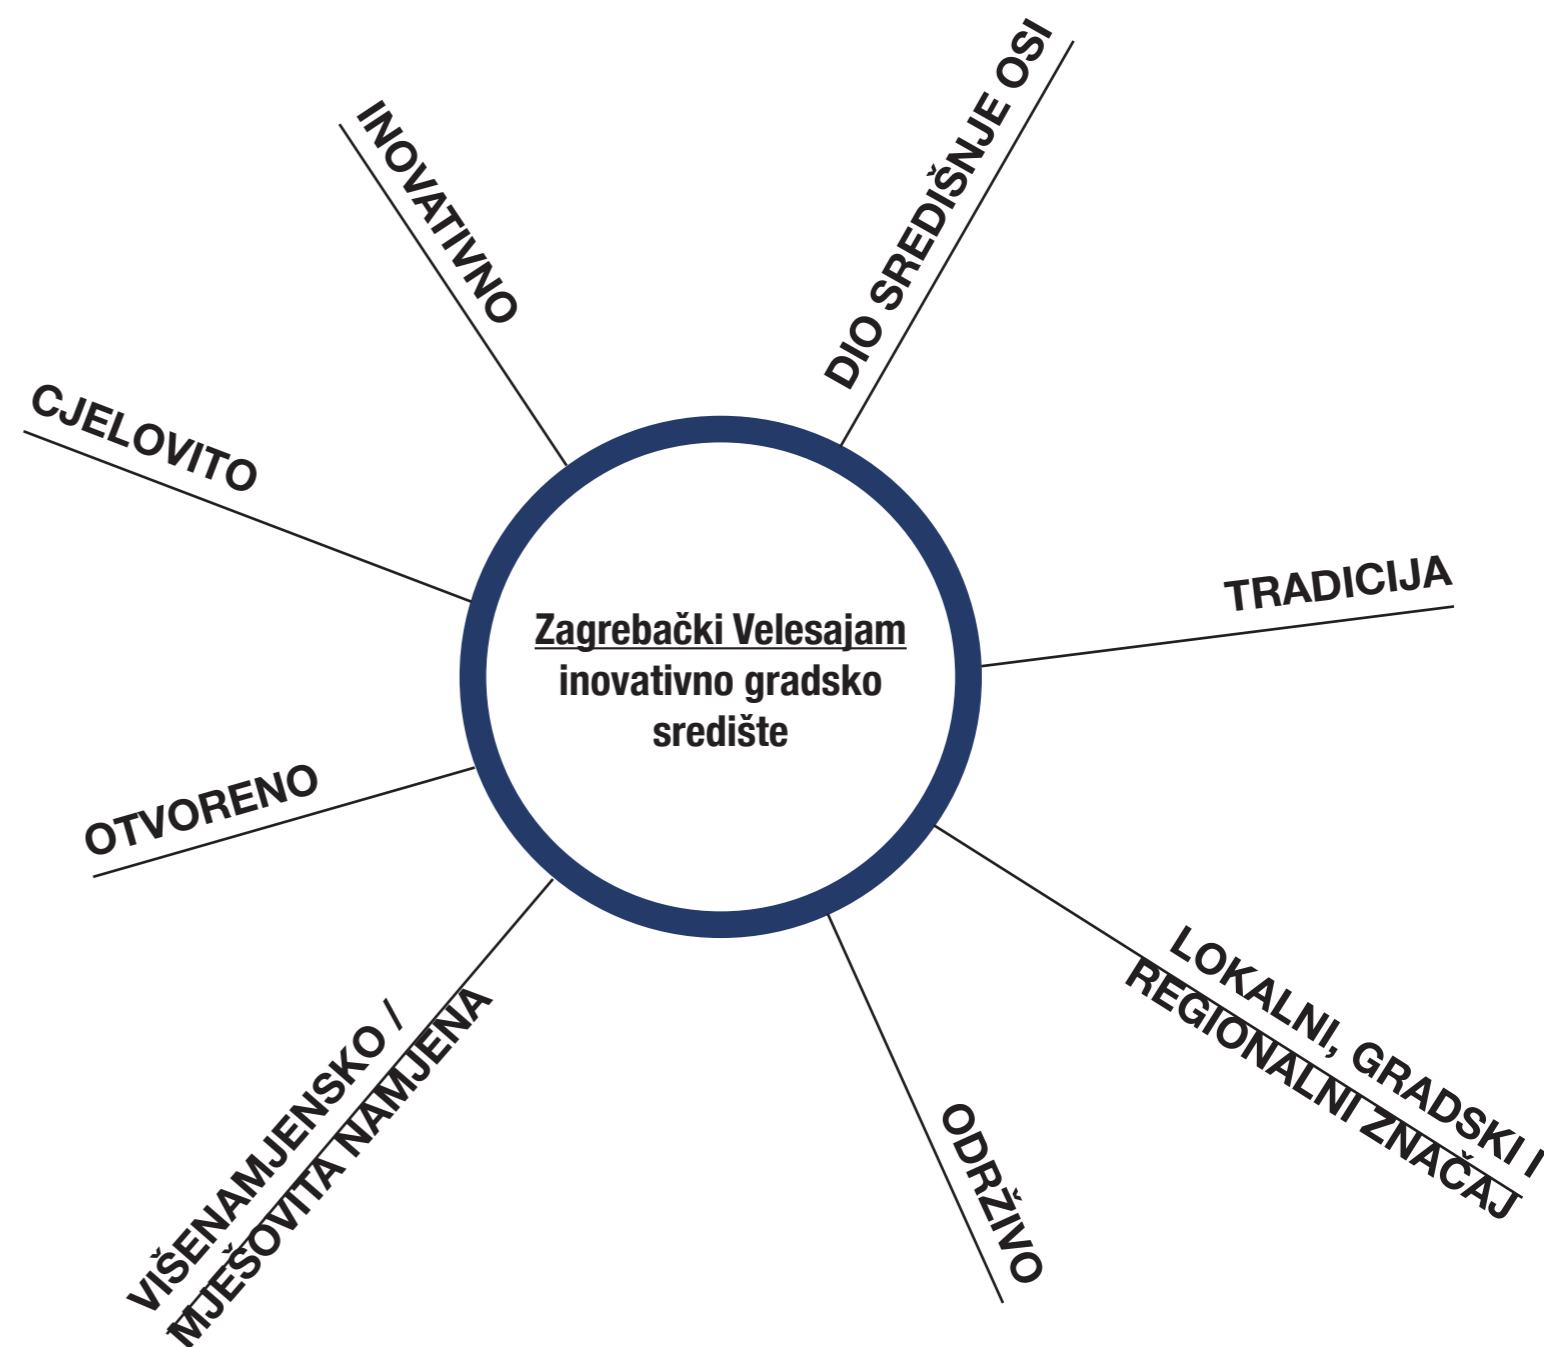 DIO SREDIŠNJE OSI
INOVATIVNO
CJELOVITO
TRADICIJA
Zagrebački Velesajam
inovativno gradsko
središte
OTVORENO
LOKALNI, GRADSKI I
REGIONALNI ZNAČAJ
VIŠENAMJENSKO /
MJEŠOVITA NAMJENA
ODRŽIVO